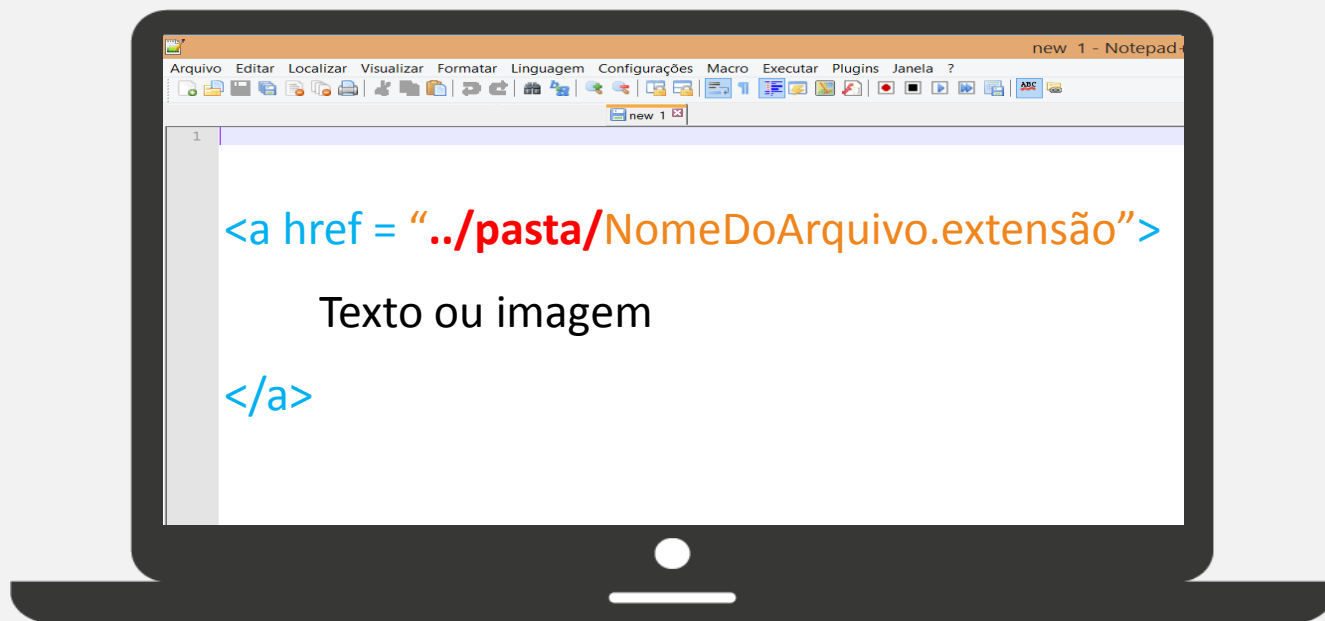 new 1 - Notepad+
Arquivo Editar Localizar Visualizar Formatar Linguagem Configurações Macro Executar Plugins Janela ?
ABC
new 1
1
<a href = “../pasta/NomeDoArquivo.extensão”>
Texto ou imagem
</a>